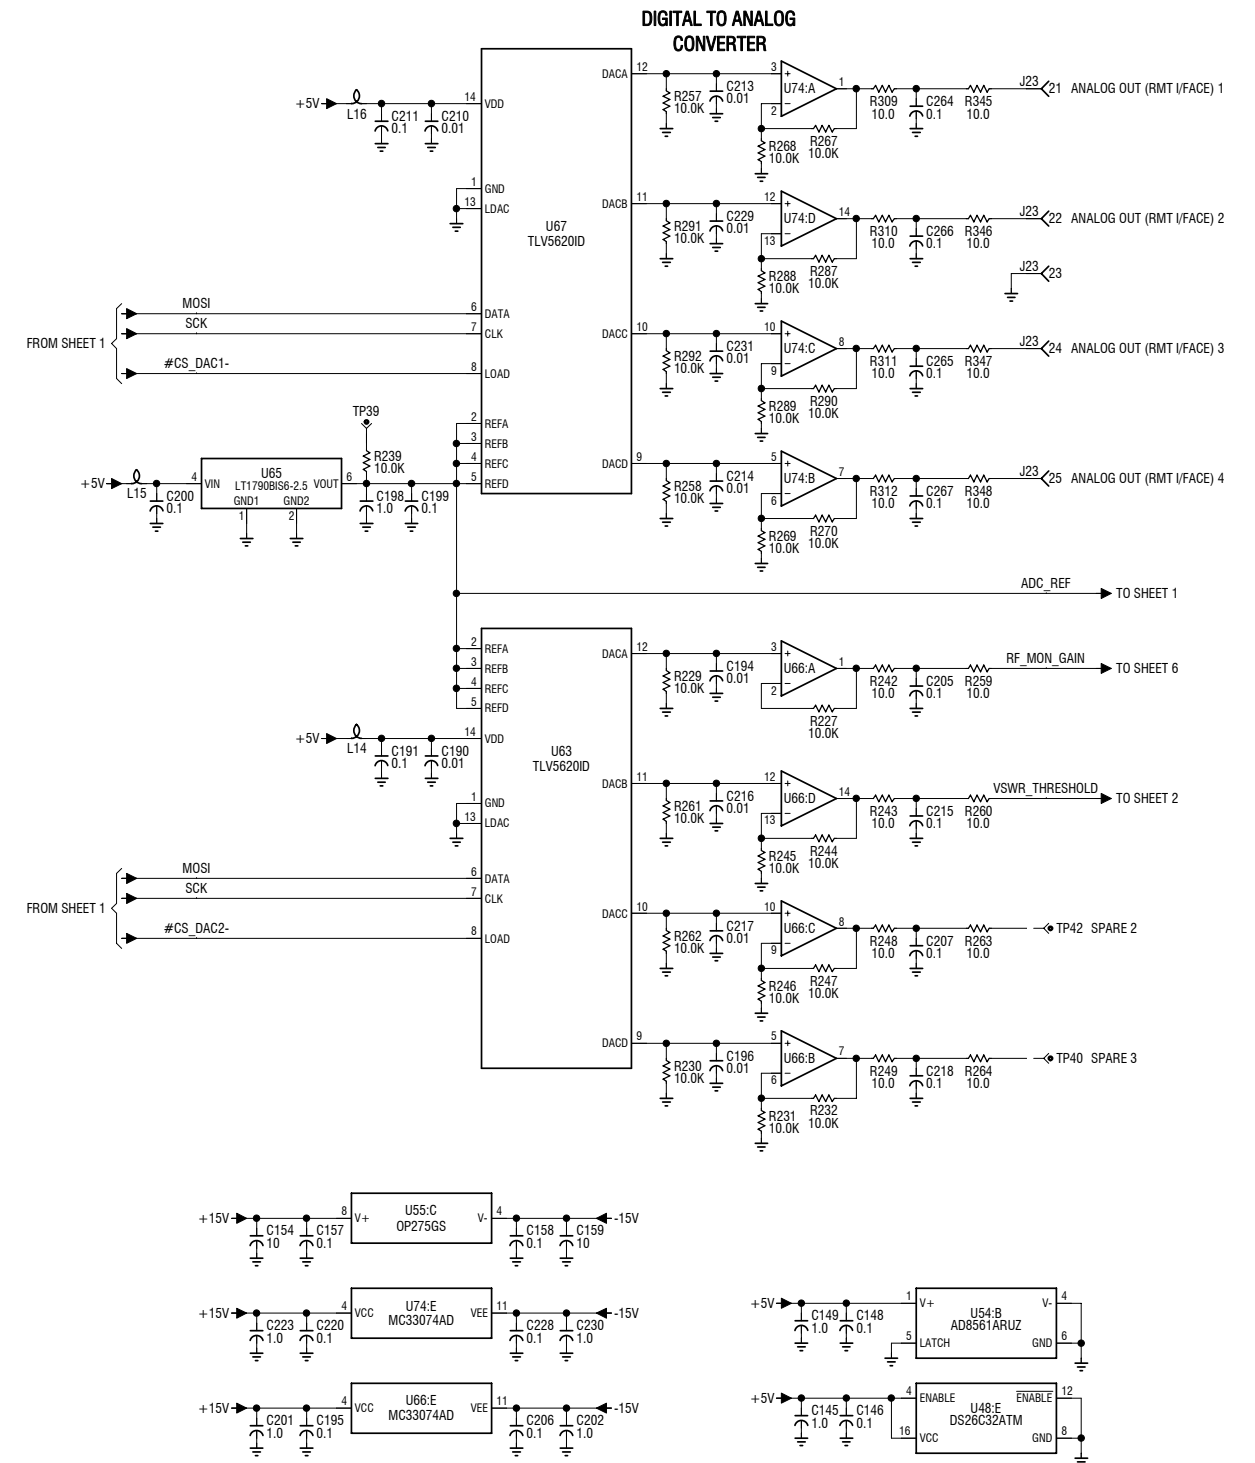 DIGITAL TO ANALOG
CONVERTER
+5V
L16
C211
0.1
C210
0.01
14
VDD
1
GND
13
LDAC
U67
TLV5620ID
FROM SHEET 1
MOSI
6
DATA
SCK
7
CLK
#CS_DAC1-
8
LOAD
2
REFA
3
REFB
4
REFC
5
REFD
TP39
R239
10.0K
+5V
L15
C200
0.1
4
VIN
U65
LT1790BIS6-2.5
VOUT
6
GND1
GND2
1
2
C198
1.0
C199
0.1
DACA
12
R257
10.0K
C213
0.01
3
+
U74:A
1
2
−
R268
10.0K
R267
10.0K
R309
10.0
C264
0.1
R345
10.0
J23
21
ANALOG OUT (RMT I/FACE) 1
DACB
11
R291
10.0K
C229
0.01
12
+
U74:D
14
13
−
R288
10.0K
R287
10.0K
R310
10.0
C266
0.1
R346
10.0
J23
22
ANALOG OUT (RMT I/FACE) 2
J23
23
DACC
10
R292
10.0K
C231
0.01
10
+
U74:C
8
9
−
R289
10.0K
R290
10.0K
R311
10.0
C265
0.1
R347
10.0
J23
24
ANALOG OUT (RMT I/FACE) 3
DACD
9
R258
10.0K
C214
0.01
5
+
U74:B
7
6
−
R269
10.0K
R270
10.0K
R312
10.0
C267
0.1
R348
10.0
J23
25
ANALOG OUT (RMT I/FACE) 4
ADC_REF
TO SHEET 1
2
REFA
3
REFB
4
REFC
5
REFD
+5V
L14
C191
0.1
C190
0.01
14
VDD
1
GND
13
LDAC
U63
TLV5620ID
FROM SHEET 1
MOSI
6
DATA
SCK
7
CLK
#CS_DAC2-
8
LOAD
DACA
12
R229
10.0K
C194
0.01
3
+
U66:A
1
2
−
R227
10.0K
R242
10.0
C205
0.1
R259
10.0
RF_MON_GAIN
TO SHEET 6
DACB
11
R261
10.0K
C216
0.01
12
+
U66:D
14
13
−
R245
10.0K
R244
10.0K
R243
10.0
C215
0.1
R260
10.0
VSWR_THRESHOLD
TO SHEET 2
DACC
10
R262
10.0K
C217
0.01
10
+
U66:C
8
9
−
R246
10.0K
R247
10.0K
R248
10.0
C207
0.1
R263
10.0
TP42 SPARE 2
DACD
9
R230
10.0K
C196
0.01
5
+
U66:B
7
6
−
R231
10.0K
R232
10.0K
R249
10.0
C218
0.1
R264
10.0
TP40 SPARE 3
+15V
C154
10
C157
0.1
8
V+
U55:C
OP275GS
V-
4
C158
0.1
C159
10
-15V
+15V
C223
1.0
C220
0.1
4
VCC
U74:E
MC33074AD
VEE
11
C228
0.1
C230
1.0
-15V
+15V
C201
1.0
C195
0.1
4
VCC
U66:E
MC33074AD
VEE
11
C206
0.1
C202
1.0
-15V
+5V
C149
1.0
C148
0.1
1
V+
5
LATCH
U54:B
AD8561ARUZ
V-
4
GND
6
+5V
C145
1.0
C146
0.1
4
ENABLE
16
VCC
U48:E
DS26C32ATM
ENABLE
12
GND
8